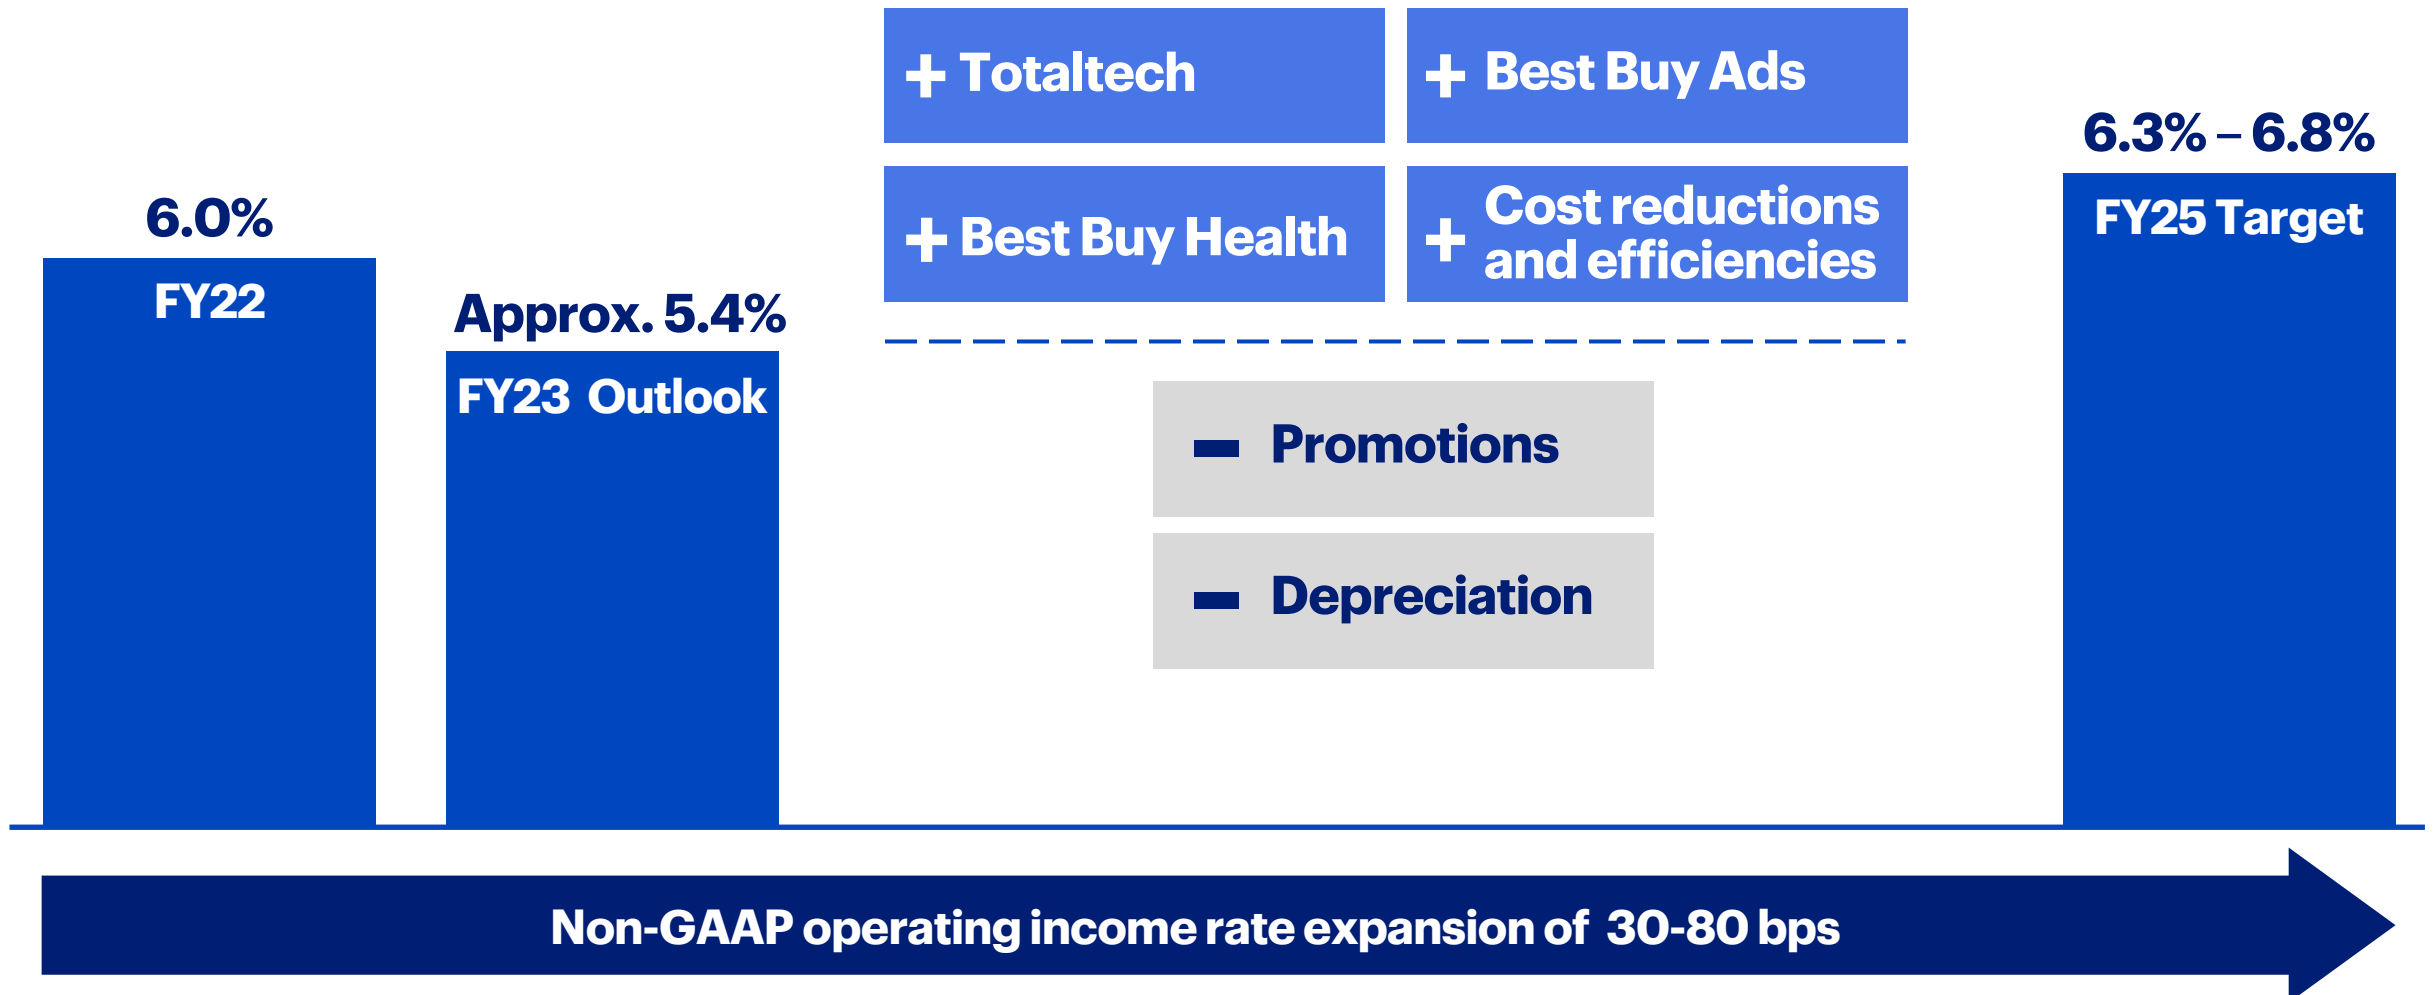 6.0%
FY22
Approx. 5.4%
FY23 Outlook
+ Totaltech
+ Best Buy Ads
+ Best Buy Health
+ Cost reductions
and efficiencies
– Promotions
– Depreciation
6.3% – 6.8%
FY25 Target
Non-GAAP operating income rate expansion of 30-80 bps